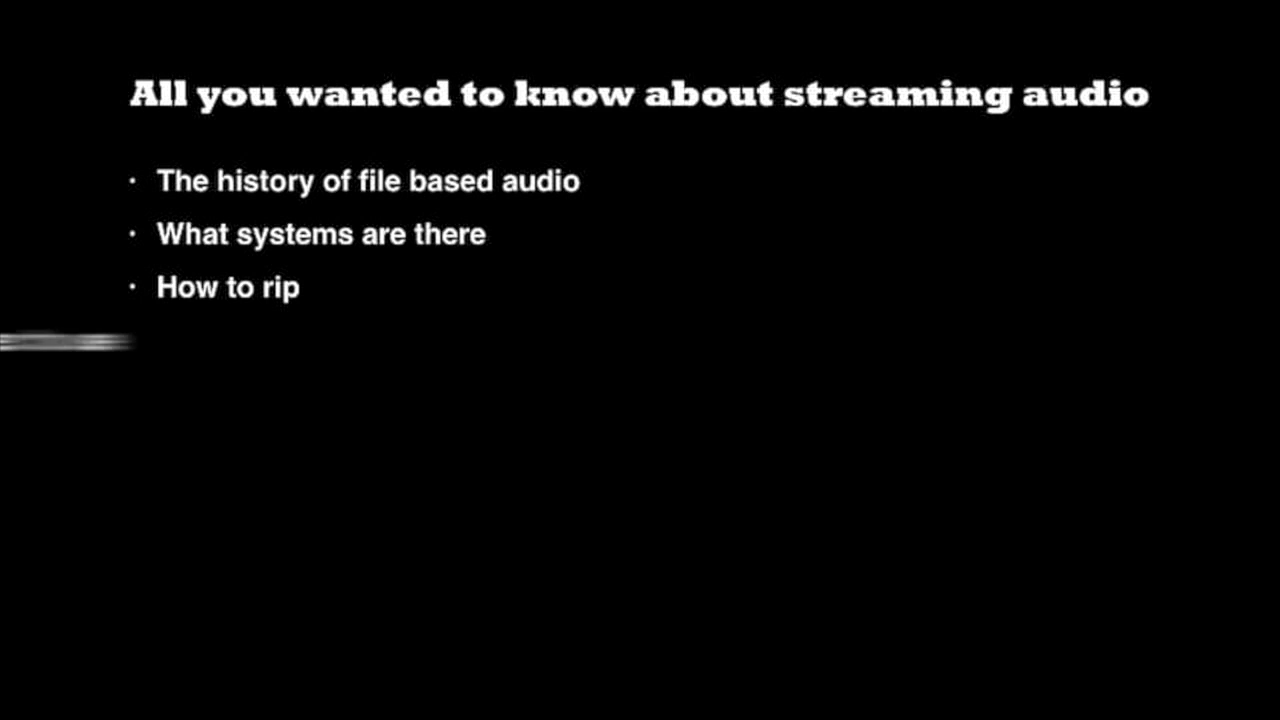 All you wanted to know about streaming audio
· The history of file based audio
· What systems are there
· How to rip